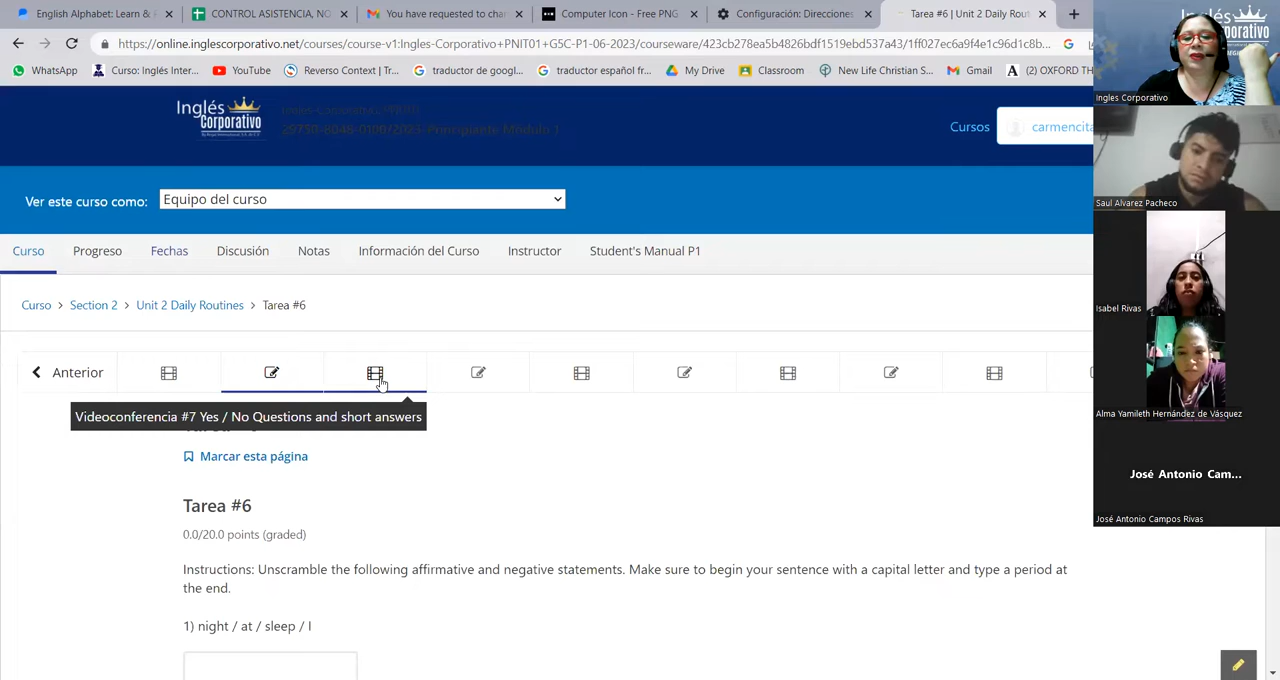 English Alphabet: Learn &
CONTROL ASISTENCIA, NO
You have requested to cha
Computer Icon - Free PNG
Configuración: Direcciones
Tarea #6 | Unit 2 Daily Rout
https://online.inglescorporativo.net/courses/course-v1:Ingles-Corporativo+PNIT01+G5C-P1-06-2023/courseware/423cb278ea5b4826bdf1519ebd537a43/1ff027ec6a9f4e1c96d1c8b...
WhatsApp
Curso: Inglés Inter...
YouTube
Reverso Context | Tr...
traductor de googl...
traductor español fr...
My Drive
Classroom
New Life Christian S...
Gmail
(2) OXFORD TH
Inglés Corporativo
Cursos
carmencita
Ver este curso como:
Equipo del curso
Curso
Progreso
Fechas
Discusión
Notas
Información del Curso
Instructor
Student's Manual P1
Curso > Section 2 > Unit 2 Daily Routines > Tarea #6
Anterior
Videoconferencia #7 Yes / No Questions and short answers
Marcar esta página
Tarea #6
0.0/20.0 points (graded)
Instructions: Unscramble the following affirmative and negative statements. Make sure to begin your sentence with a capital letter and type a period at
the end.
1) night / at / sleep / I
Ingles Corporativo
Saul Alvarez Pacheco
Isabel Rivas
Alma Yamileth Hernández de Vásquez
José Antonio Cam...
José Antonio Campos Rivas